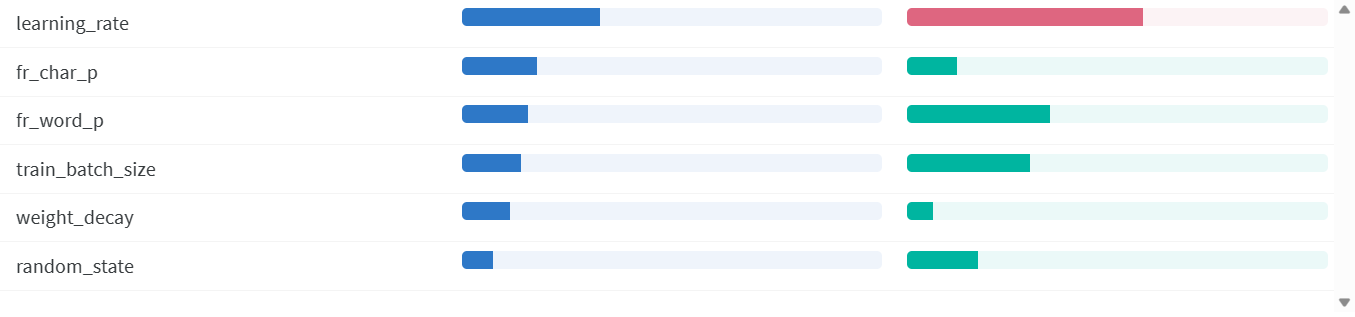 learning_rate
fr_char_p
fr_word_p
train_batch_size
weight_decay
random_state